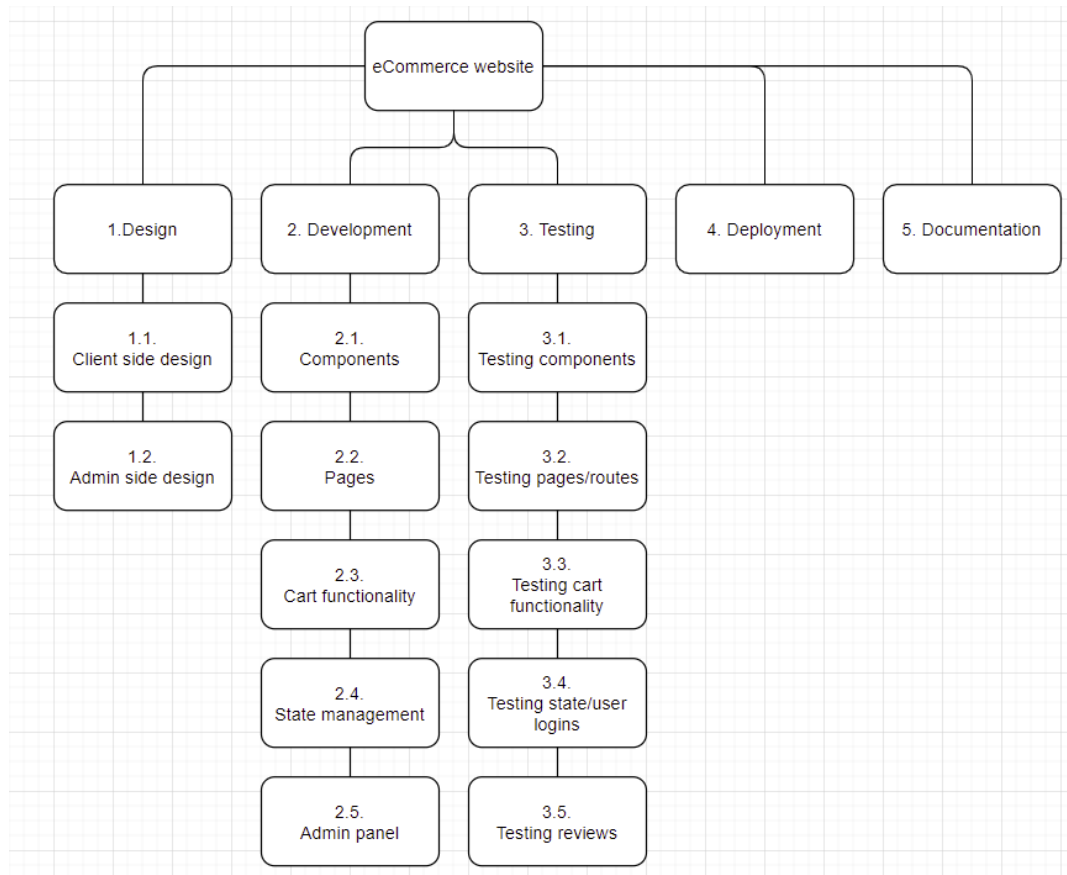 eCommerce website
1.Design
2. Development
3. Testing
4. Deployment
5. Documentation
1.1.
Client side design
2.1.
Components
3.1.
Testing components
1.2.
Admin side design
2.2.
Pages
3.2.
Testing pages/routes
2.3.
Cart functionality
3.3.
Testing cart
functionality
2.4.
State management
3.4.
Testing state/user
logins
2.5.
Admin panel
3.5.
Testing reviews